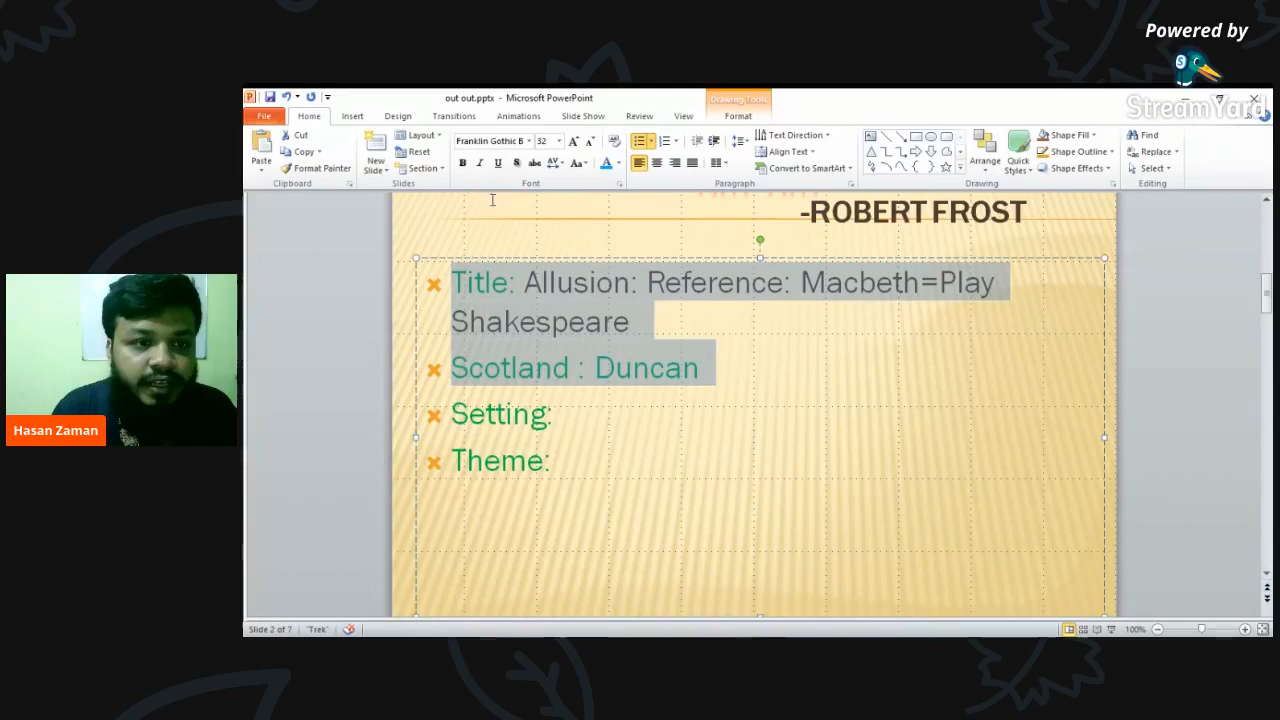 Powered by
StreamYard
out out.pptx - Microsoft PowerPoint
Drawing Tools
File Home Insert Design Transitions Animations Slide Show Review View Format
Paste
Cut
Copy
Format Painter
Clipboard
New Slide
Layout
Reset
Section
Slides
Franklin Gothic B 32
Font
Text Direction
Align Text
Convert to SmartArt
Paragraph
Arrange
Quick Styles
Shape Fill
Shape Outline
Shape Effects
Drawing
Find
Replace
Select
Editing
-ROBERT FROST
Title: Allusion: Reference: Macbeth=Play
Shakespeare
Scotland : Duncan
Setting:
Theme:
Hasan Zaman
Slide 2 of 7 "Trek" 100%